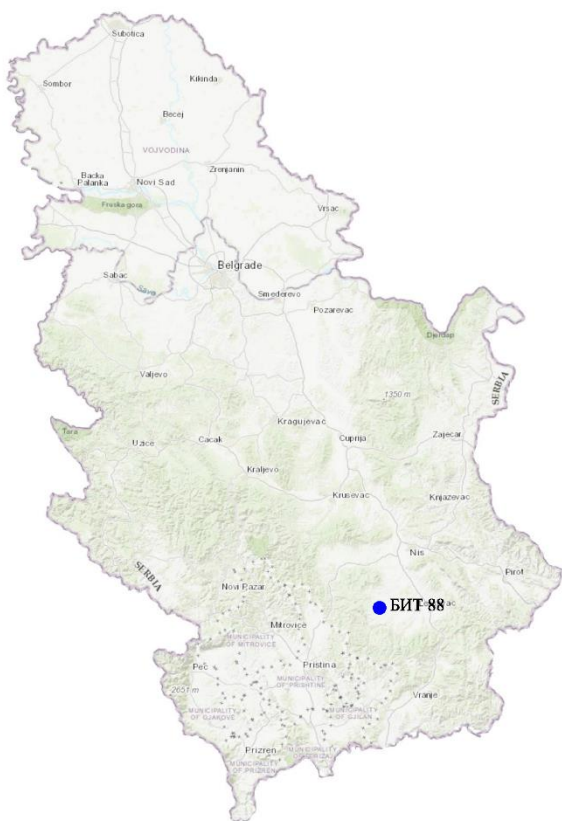 Subotica
Kikinda
Sombor
Becej
VOJVODINA
Backa
Palanka
Novi Sad
Zrenjanin
Fruska gora
Vrsac
Belgrade
Sabac
Sava
Smederevo
Pozarevac
Djerdap
Valjevo
1350 m
SERBIA
Tara
Uzice
Cacak
Kragujevac
Cuprija
Zajecar
Kraljevo
Krusevac
Knjazevac
Nis
Pirot
SERBIA
Novi Pazar
БИТ 88
Mitrovice
MUNICIPALITY
OF MITROVICE
Pec
Pristina
2651 m
MUNICIPALITY
OF PRISHTINE
Vranje
MUNICIPALITY
OF GJAKOVE
MUNICIPALITY
OF GJILAN
Prizren
MUNICIPALITY
OF PRIZREN
MUNICIPALITY